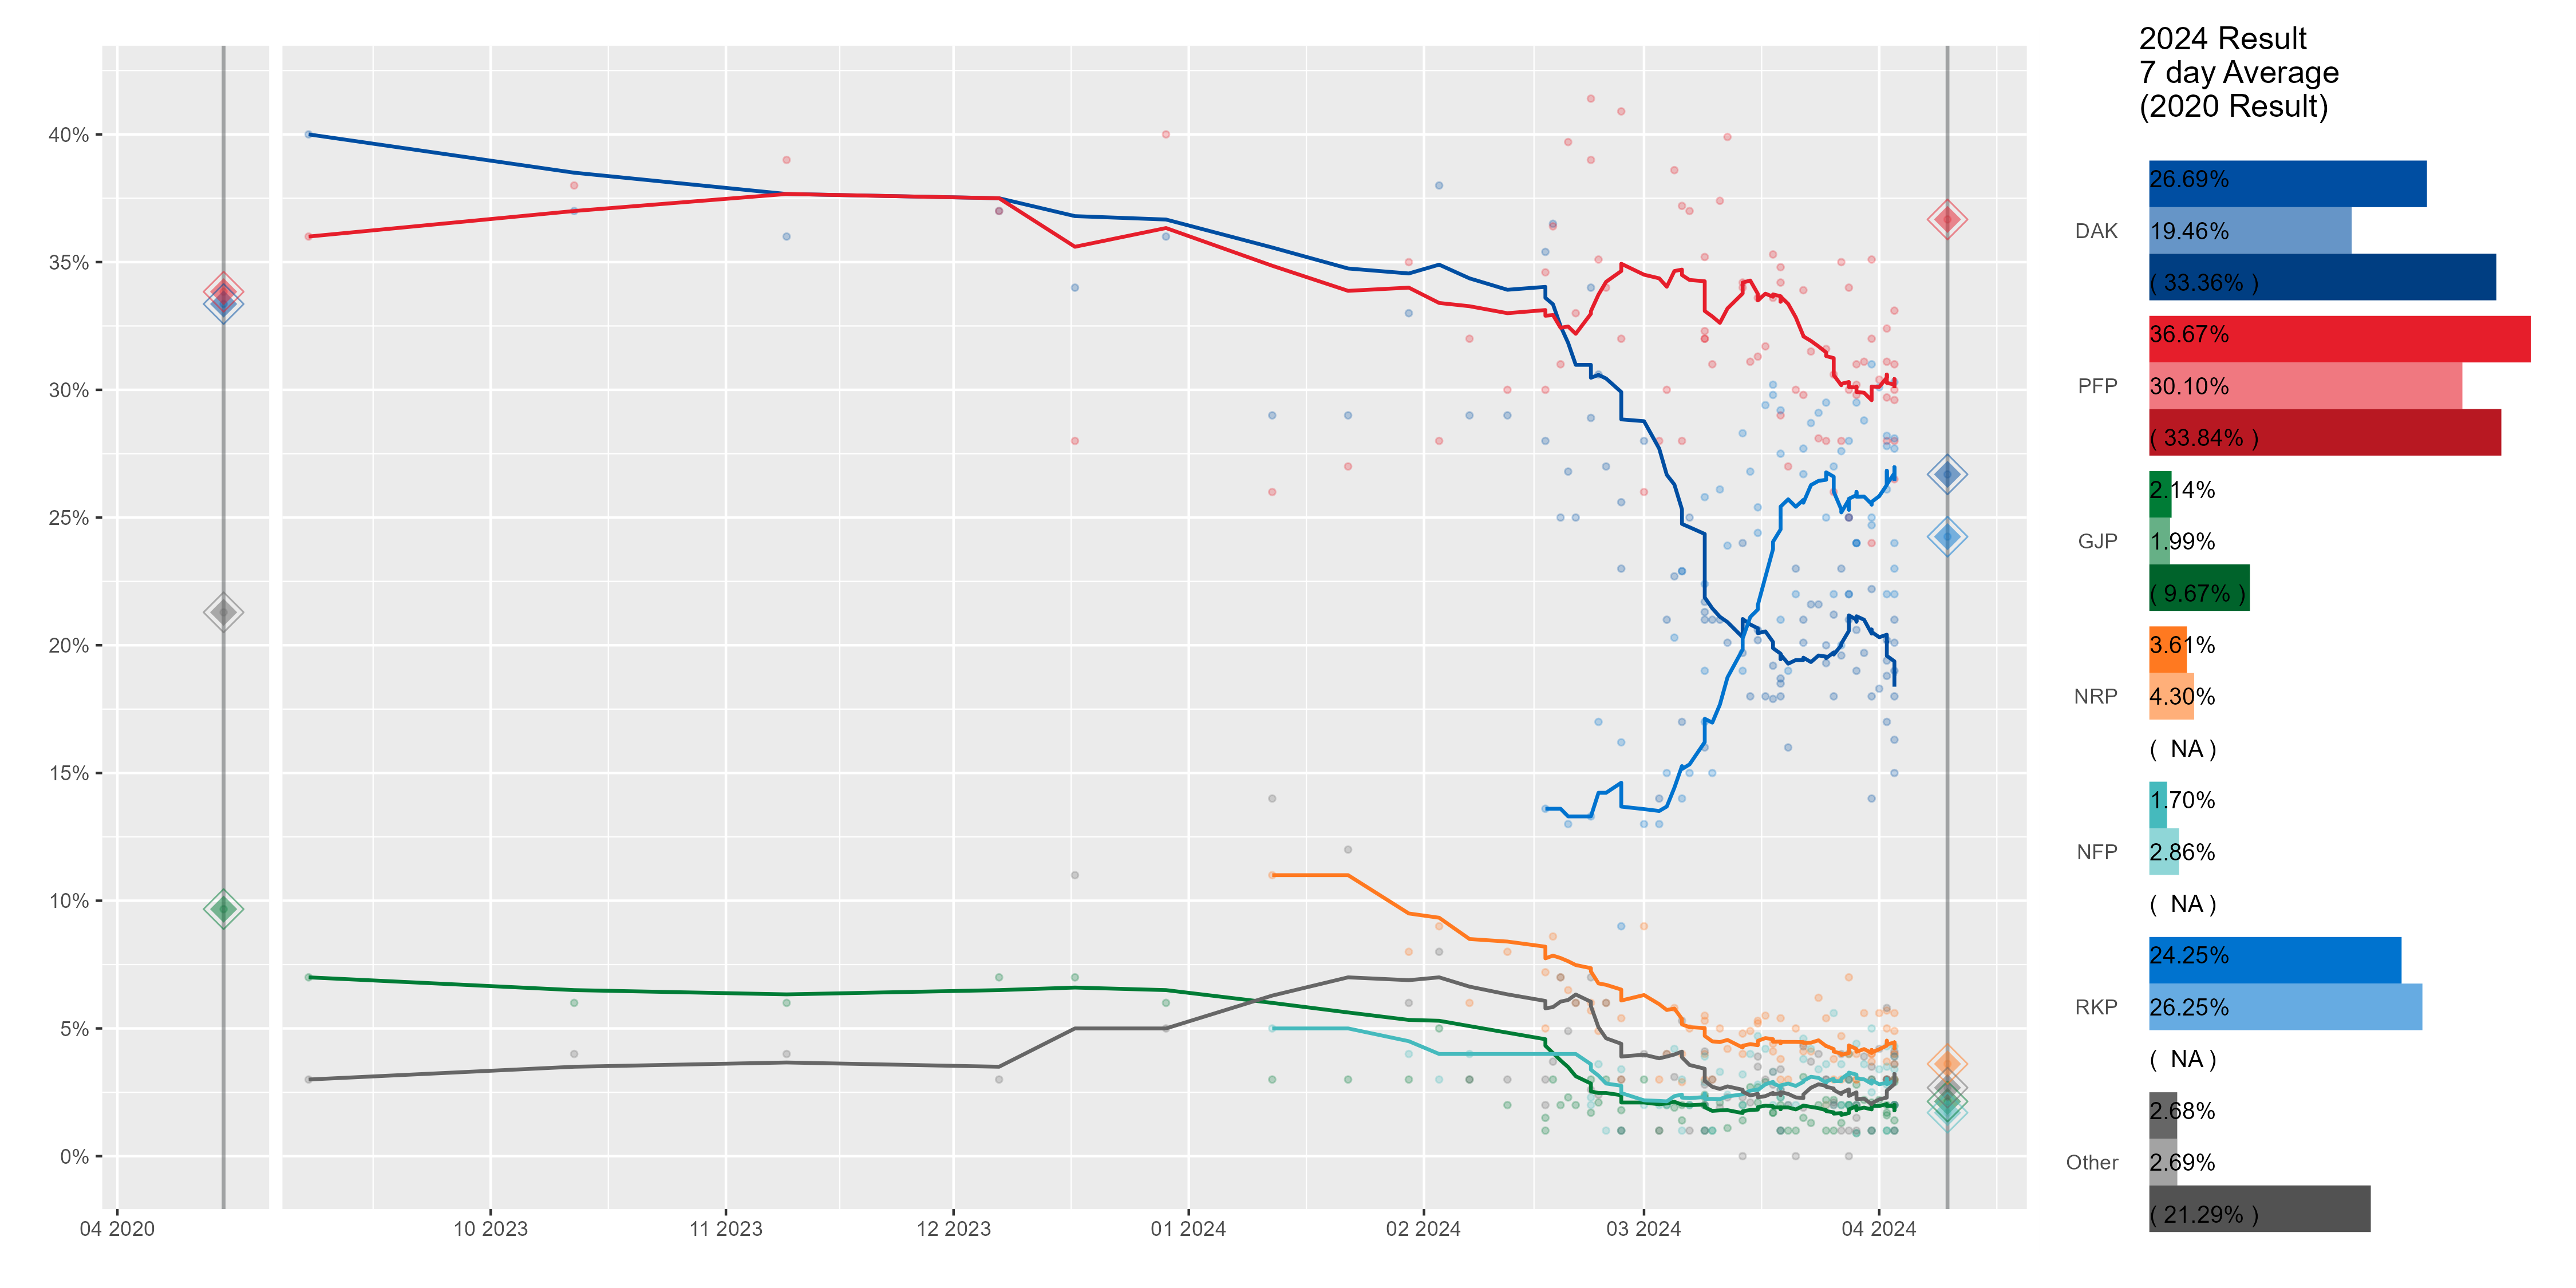 2024 Result
7 day Average
(2020 Result)
40%
35%
30%
25%
20%
15%
10%
5%
0%
04 2020
10 2023
11 2023
12 2023
01 2024
02 2024
03 2024
04 2024
DAK
26.69%
19.46%
( 33.36% )
PFP
36.67%
30.10%
( 33.84% )
GJP
2.14%
1.99%
( 9.67% )
NRP
3.61%
4.30%
( NA )
NFP
1.70%
2.86%
( NA )
RKP
24.25%
26.25%
( NA )
Other
2.68%
2.69%
( 21.29% )